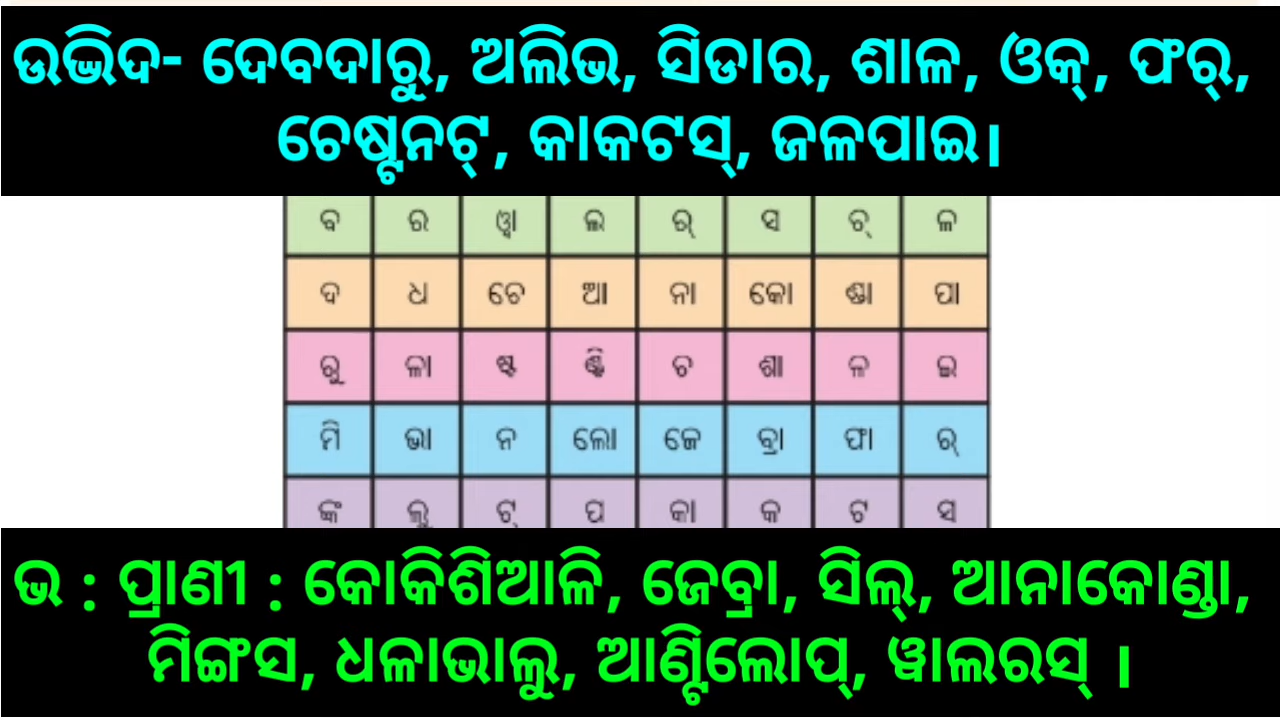 ଉଦ୍ଭିଦ- ଦେବଦାରୁ, ଅଲିଭ, ସିଡାର, ଶାଳ, ଓକ୍, ଫର୍,
ଚେଷ୍ଟନଟ୍, କାକଟସ୍, ଜଳପାଇ।
ବ ର ୱା ଇ ର୍ ସ ଚ୍ ଳ
ଦ ଧ ଚେ ଆ ନା କୋ ଣ୍ଡା ପା
ରୁ ଳା ଷ୍ଟ ଣ୍ଟି ଚ ଶା ଳ ଇ
ମି ଭା ନ ଲୋ ଜେ ବ୍ରା ଫା ର୍
ଙ୍କ ଲୁ ଟ୍ ପ କା କ ଟ ସ
ଭ : ପ୍ରାଣୀ : କୋକିଶିଆଳି, ଜେବ୍ରା, ସିଲ୍, ଆନାକୋଣ୍ଡା,
ମିଙ୍ଗସ, ଧଳାଭାଲୁ, ଆଣ୍ଟିଲୋପ୍, ୱାଲରସ୍ ।